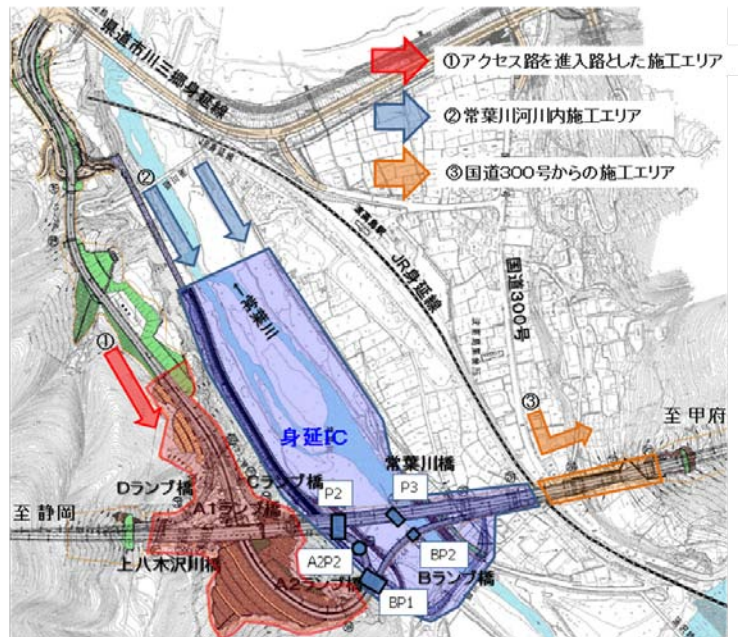 県道市川三郷身延線
①アクセス路を進入路とした施工エリア
②常葉川河川内施工エリア
③国道300号からの施工エリア
②
JR身延線
国道300号
←常葉川
①
③
至 甲府
身延IC
常葉川橋
Dランプ橋
Cランプ橋
P2
P3
A1ランプ橋
至 静岡
上八木沢川橋
A2P2
BP2
A2ランプ橋
Bランプ橋
BP1